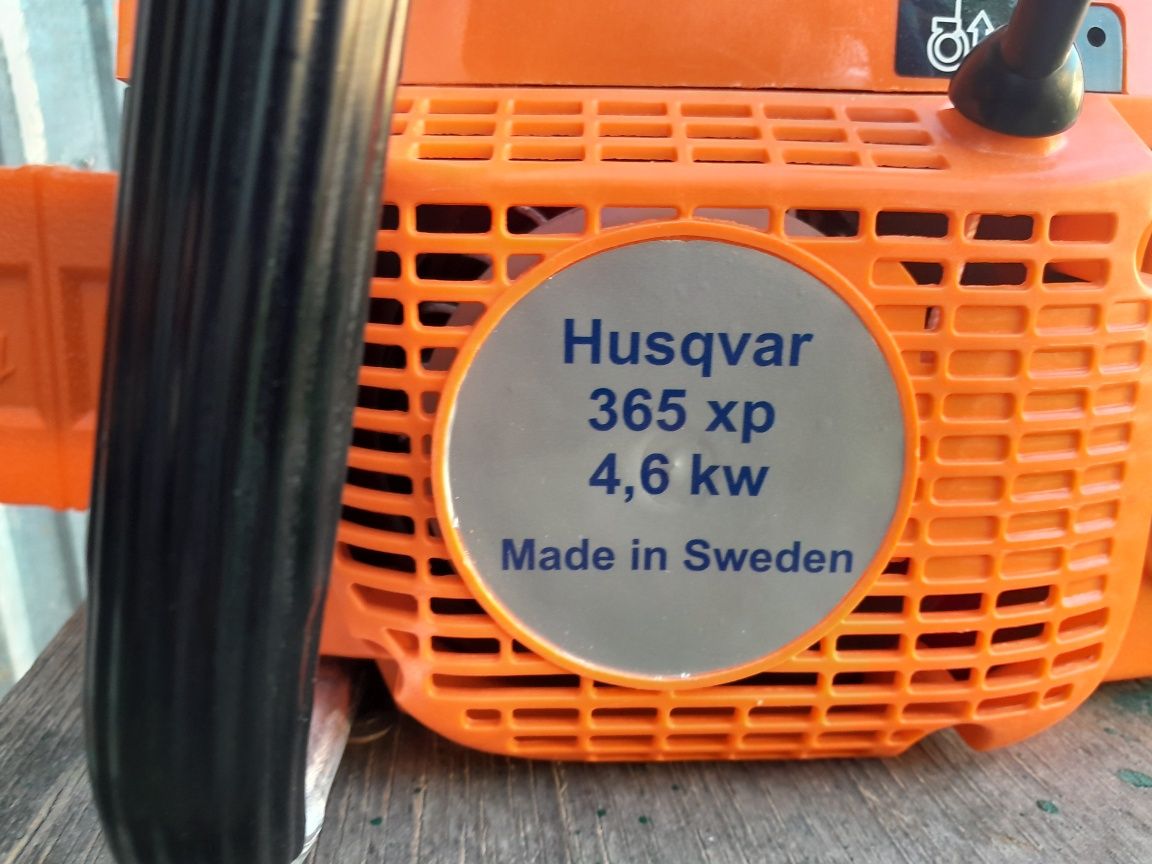 Husqvar
365 xp
4,6 kw
Made in Sweden